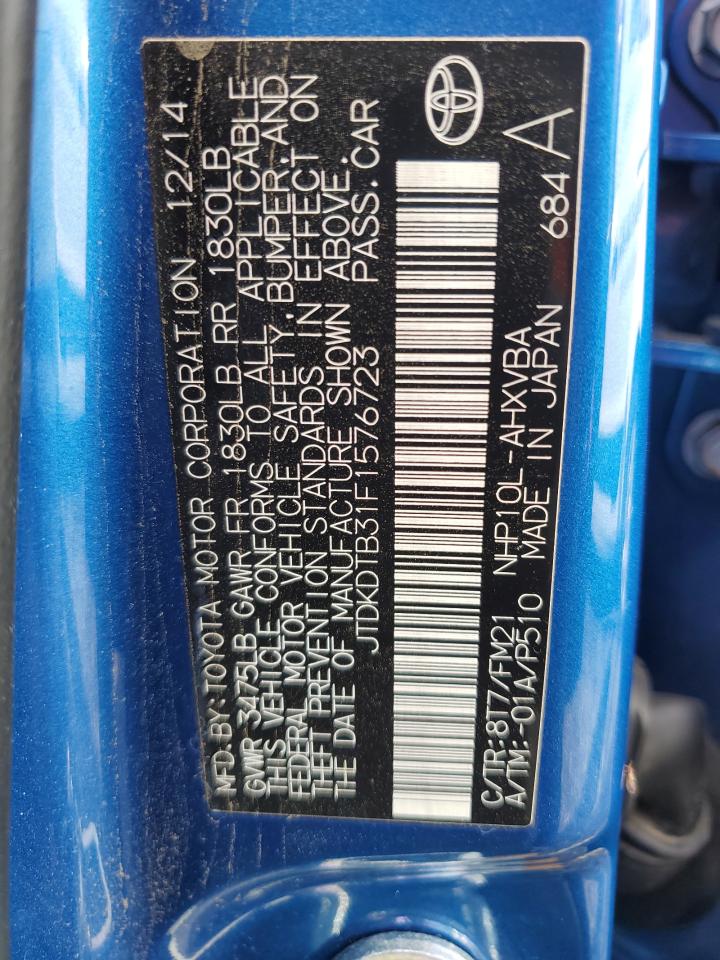 MFD BY: TOYOTA MOTOR CORPORATION 12/14
GVWR 3475LB GAWR FR 1830LB RR 1830LB
THIS VEHICLE CONFORMS TO ALL APPLICABLE
FEDERAL MOTOR VEHICLE SAFETY, BUMPER, AND
THEFT PREVENTION STANDARDS IN EFFECT ON
THE DATE OF MANUFACTURE SHOWN ABOVE.
JTDKDTB31F1576723 PASS.CAR
C/TR:8T7/FM21 NHP10L-AHXVBA 684
A/TM:-01A/P510 MADE IN JAPAN A